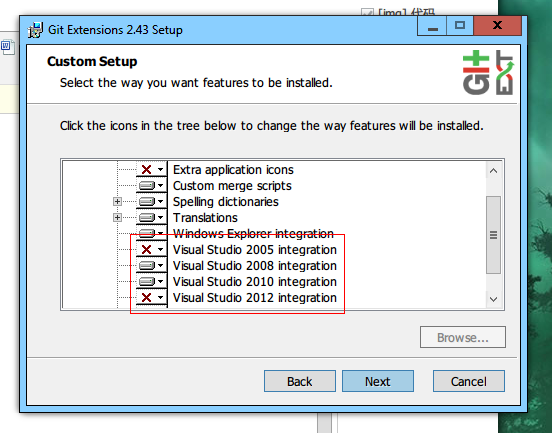 [img] 代码
Git Extensions 2.43 Setup
Custom Setup
Select the way you want features to be installed.
Git
EXT
Click the icons in the tree below to change the way features will be installed.
Extra application icons
Custom merge scripts
Spelling dictionaries
Translations
Windows Explorer integration
Visual Studio 2005 integration
Visual Studio 2008 integration
Visual Studio 2010 integration
Visual Studio 2012 integration
Browse...
Back
Next
Cancel